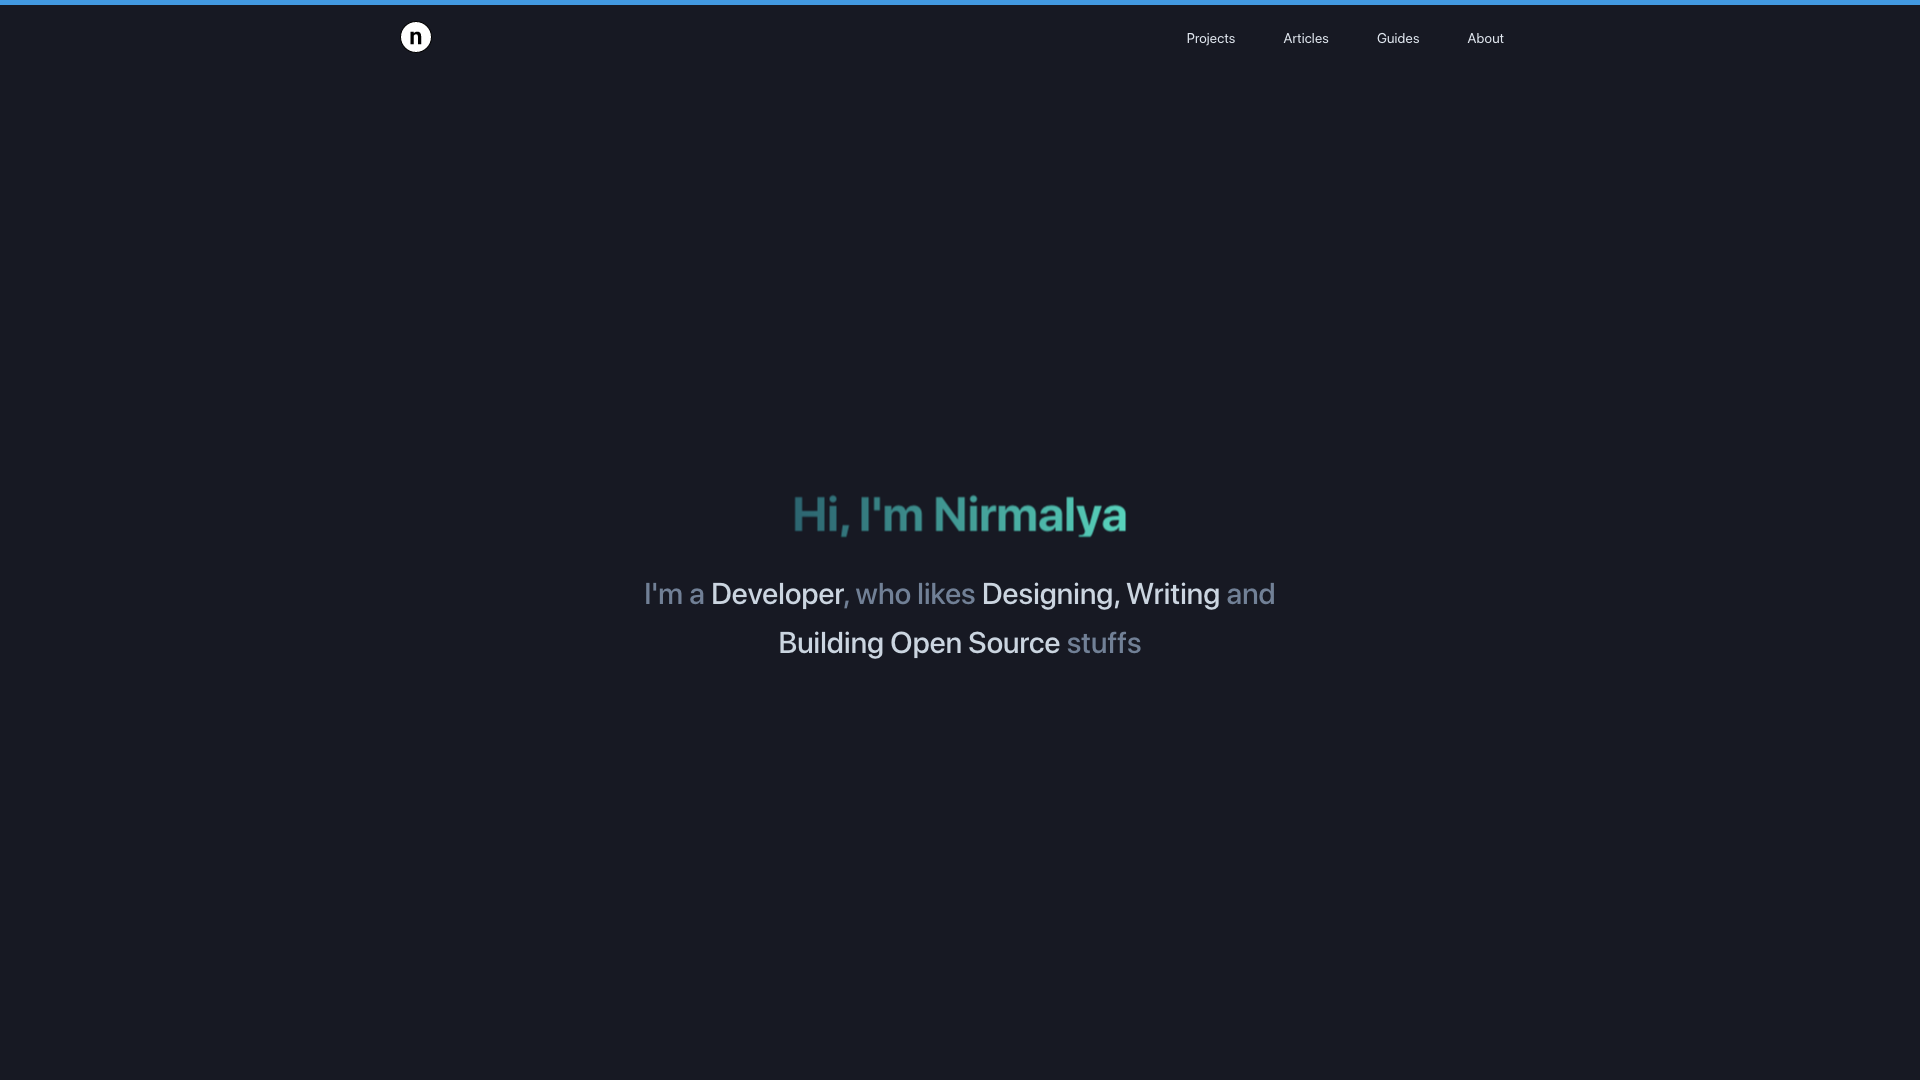 n
Projects Articles Guides About
Hi, I'm Nirmalya
I'm a Developer, who likes Designing, Writing and
Building Open Source stuffs